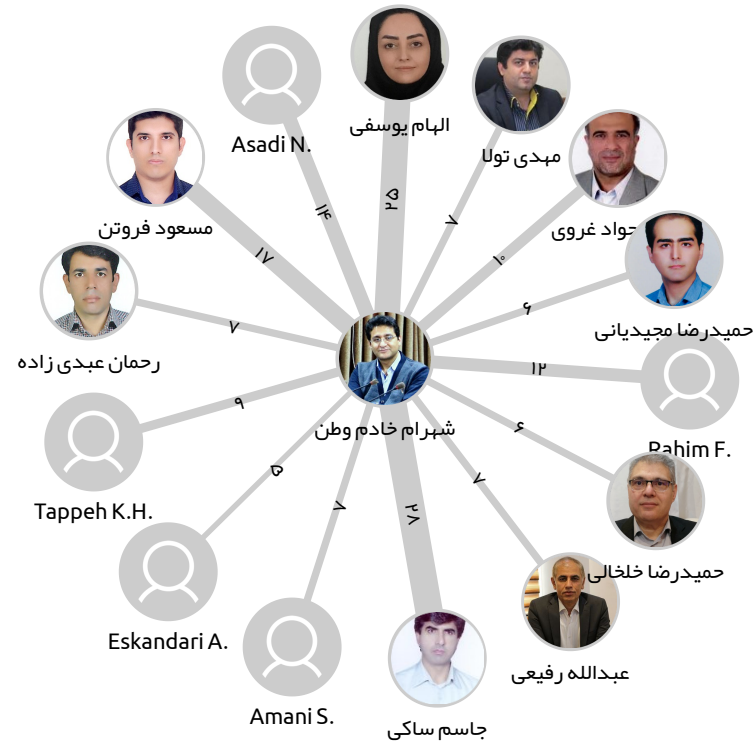 الهام یوسفی
Asadi N.
مهدی تولا
مسعود فروتن
جواد غروی
حمیدرضا مجیدیانی
رحمان عبدی زاده
شهرام خادم وطن
Rahim F.
Tappeh K.H.
حمیدرضا خلخالی
Eskandari A.
عبدالله رفیعی
Amani S.
جاسم ساکی
۲۵
۱۴
۷
۱۷
۱۰
۶
۷
۱۲
۹
۶
۵
۷
۷
۲۸